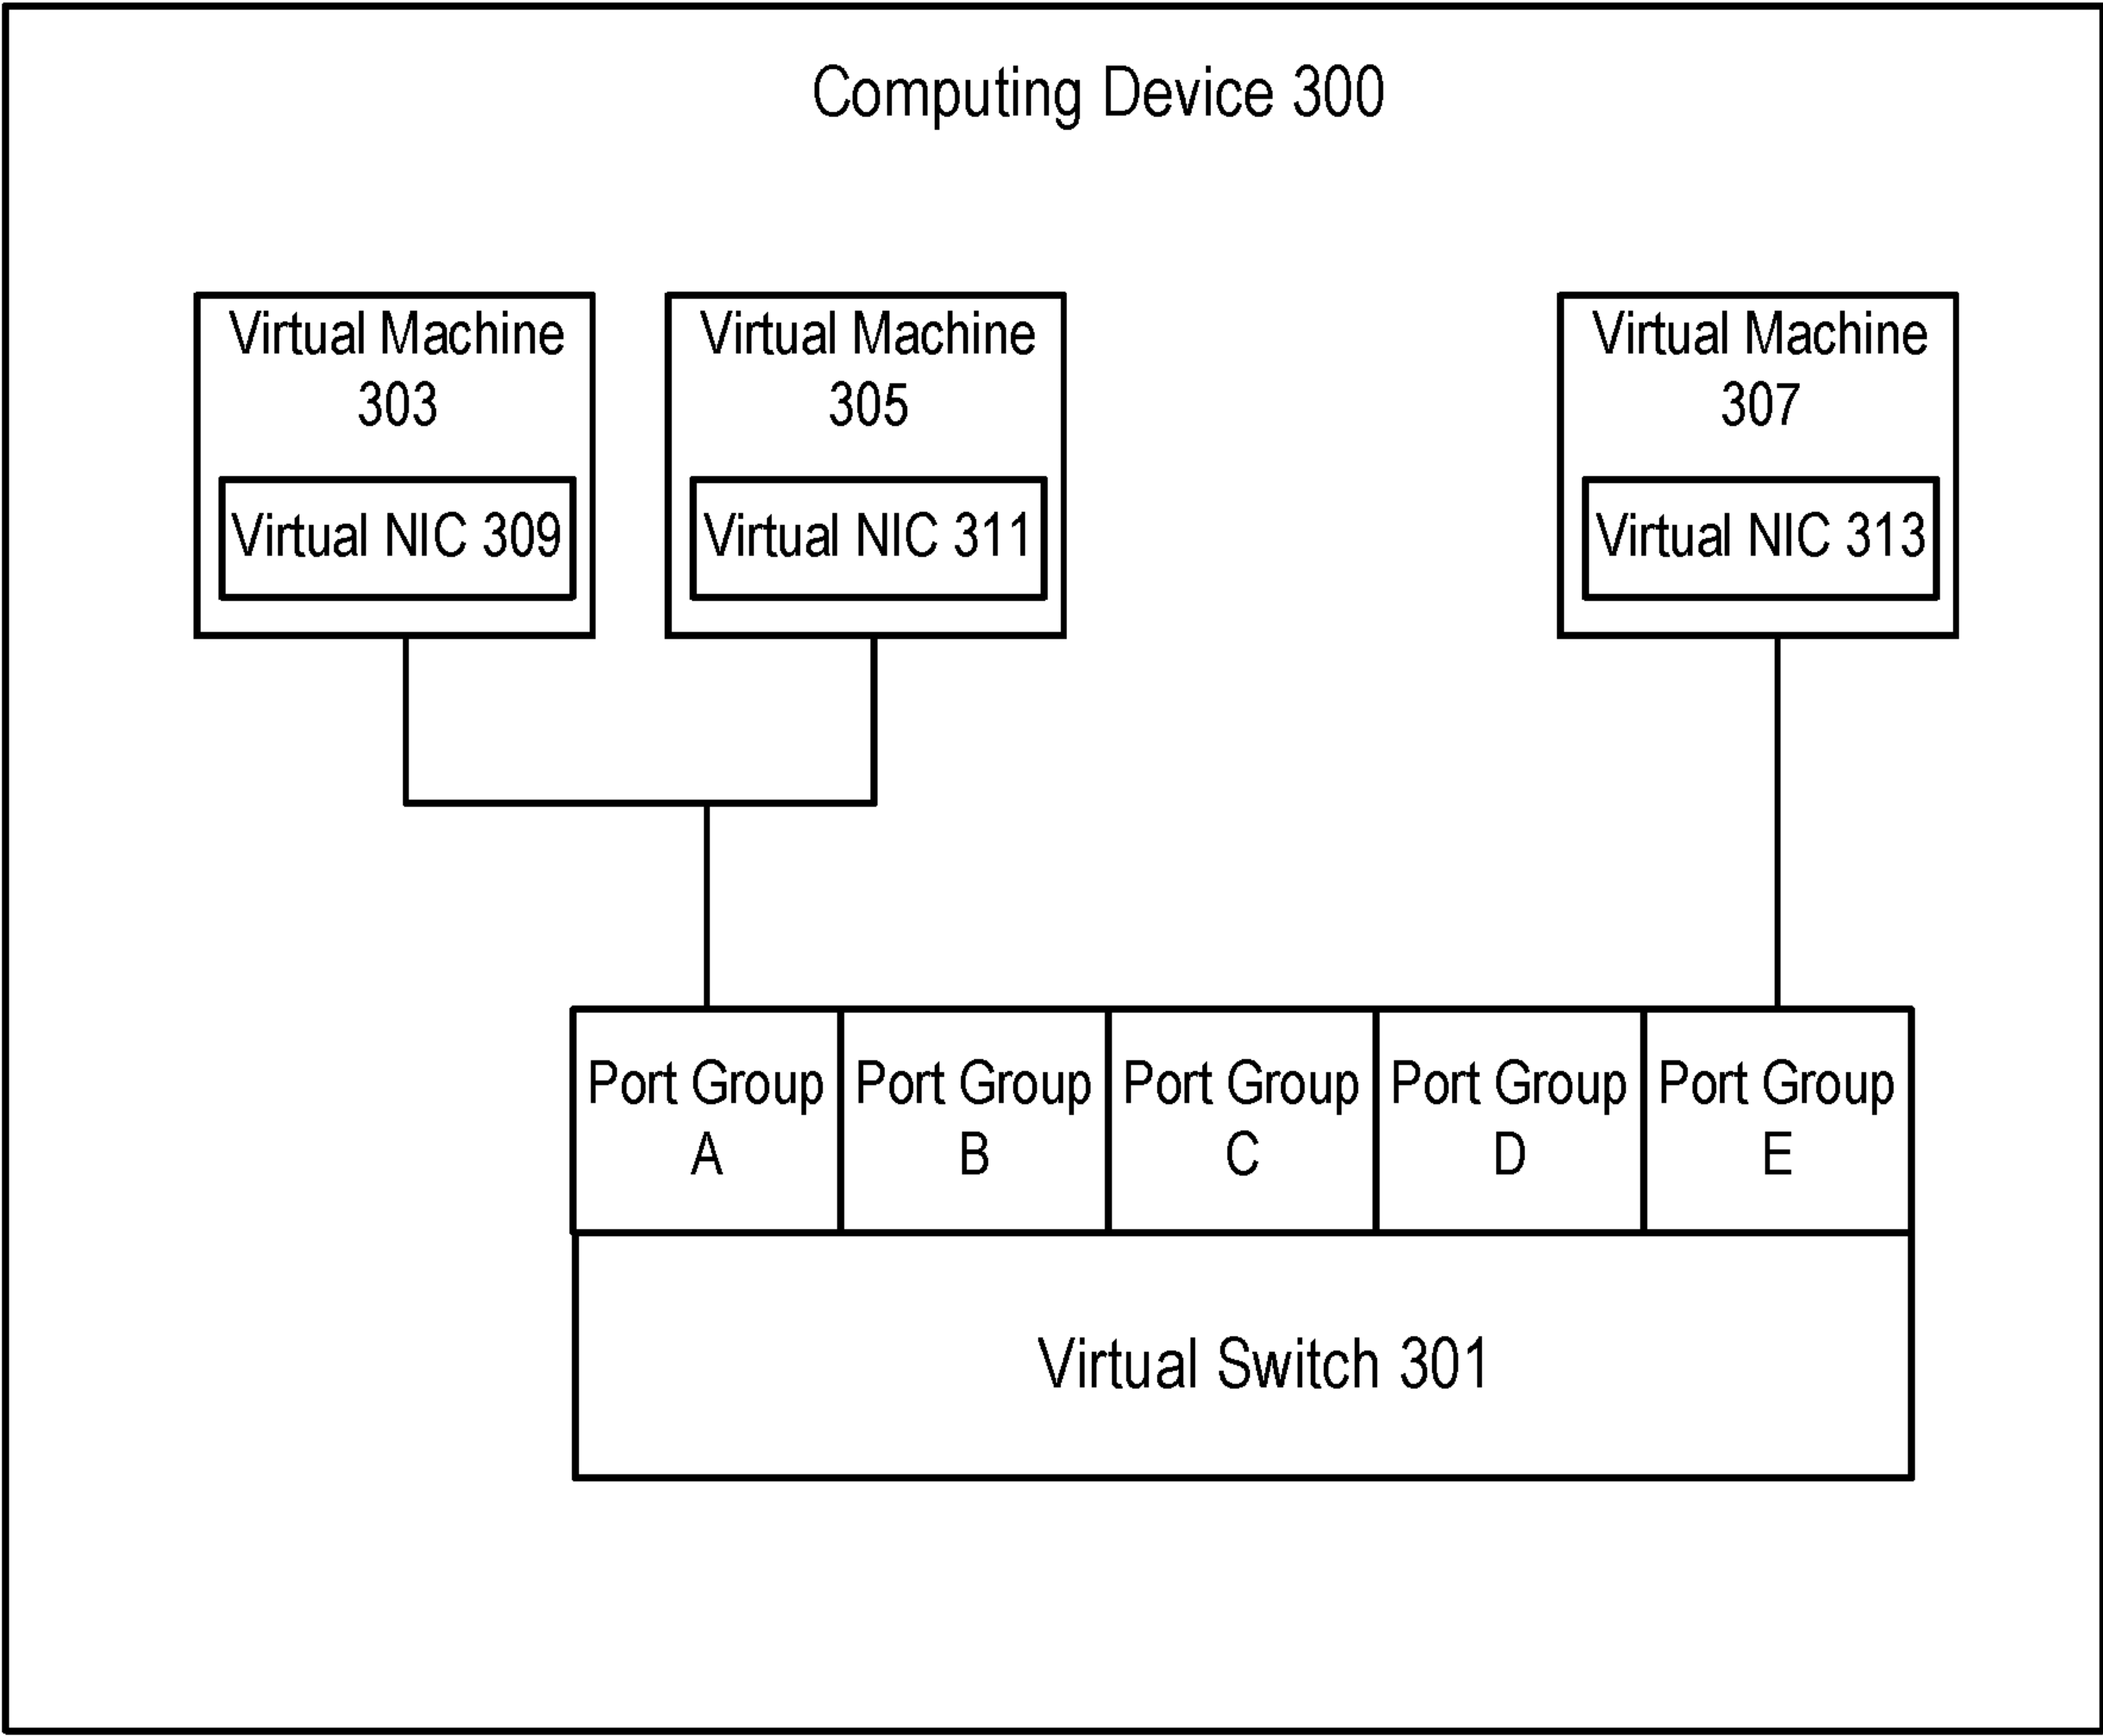 Computing Device 300
Virtual Machine
303
Virtual NIC 309
Virtual Machine
305
Virtual NIC 311
Virtual Machine
307
Virtual NIC 313
Port Group
A
Port Group
B
Port Group
C
Port Group
D
Port Group
E
Virtual Switch 301